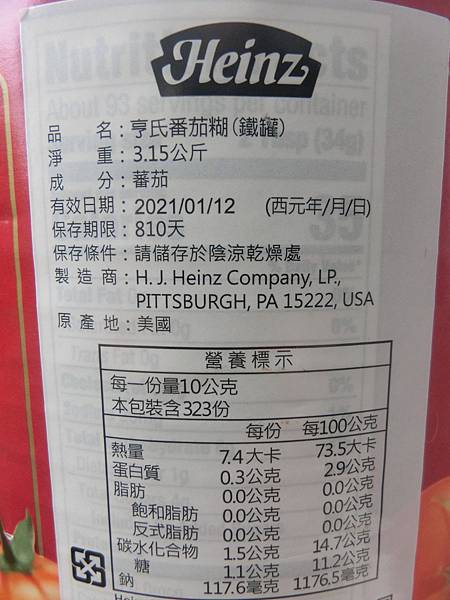 Heinz
品　　名：亨氏番茄糊(鐵罐)
淨　　重：3.15公斤
成　　分：蕃茄
有效日期：2021/01/12　(西元年/月/日)
保存期限：810天
保存條件：請儲存於陰涼乾燥處
製 造 商：H. J. Heinz Company, LP.,
PITTSBURGH, PA 15222, USA
原 產 地：美國
營養標示
每一份量10公克
本包裝含323份
每份　每100公克
熱量　7.4大卡　73.5大卡
蛋白質　0.3公克　2.9公克
脂肪　0.0公克　0.0公克
飽和脂肪　0.0公克　0.0公克
反式脂肪　0.0公克　0.0公克
碳水化合物　1.5公克　14.7公克
糖　1.1公克　11.2公克
鈉　117.6毫克　1176.5毫克